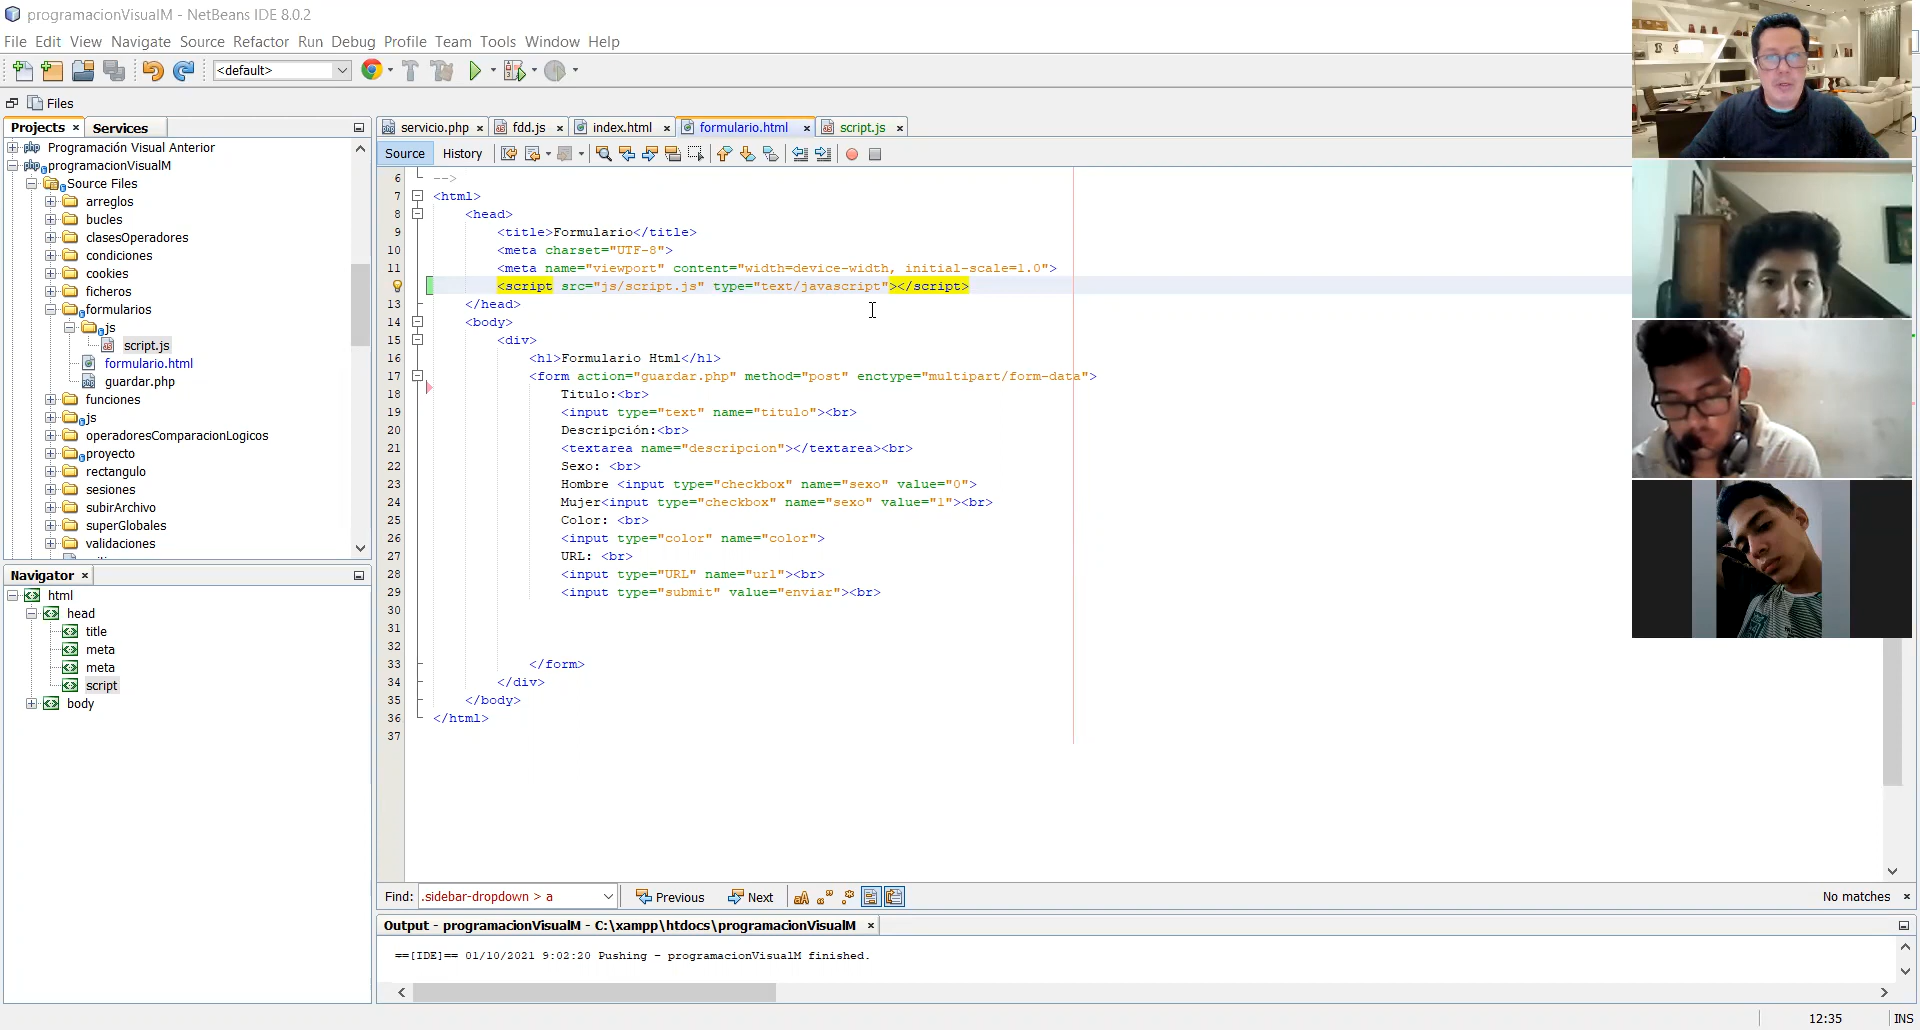 programacionVisualM - NetBeans IDE 8.0.2
File Edit View Navigate Source Refactor Run Debug Profile Team Tools Window Help
<default>
Files
Projects Services
Programación Visual Anterior
programacionVisualM
Source Files
arreglos
bucles
clasesOperadores
condiciones
cookies
ficheros
formularios
js
script.js
formulario.html
guardar.php
funciones
js
operadoresComparacionLogicos
proyecto
rectangulo
sesiones
subirArchivo
superGlobales
validaciones
Navigator
html
head
title
meta
meta
script
body
servicio.php fdd.js index.html formulario.html script.js
Source History
6 -->
7 <html>
8 <head>
9 <title>Formulario</title>
10 <meta charset="UTF-8">
11 <meta name="viewport" content="width=device-width, initial-scale=1.0">
<script src="js/script.js" type="text/javascript"></script>
13 </head>
14 <body>
15 <div>
16 <h1>Formulario Html</h1>
17 <form action="guardar.php" method="post" enctype="multipart/form-data">
18 Titulo:<br>
19 <input type="text" name="titulo"><br>
20 Descripción:<br>
21 <textarea name="descripcion"></textarea><br>
22 Sexo: <br>
23 Hombre <input type="checkbox" name="sexo" value="0">
24 Mujer<input type="checkbox" name="sexo" value="1"><br>
25 Color: <br>
26 <input type="color" name="color">
27 URL: <br>
28 <input type="URL" name="url"><br>
29 <input type="submit" value="enviar"><br>
30
31
32
33 </form>
34 </div>
35 </body>
36 </html>
37
Find: .sidebar-dropdown > a Previous Next No matches
Output - programacionVisualM - C:\xampp\htdocs\programacionVisualM
==[IDE]== 01/10/2021 9:02:20 Pushing - programacionVisualM finished.
12:35 INS